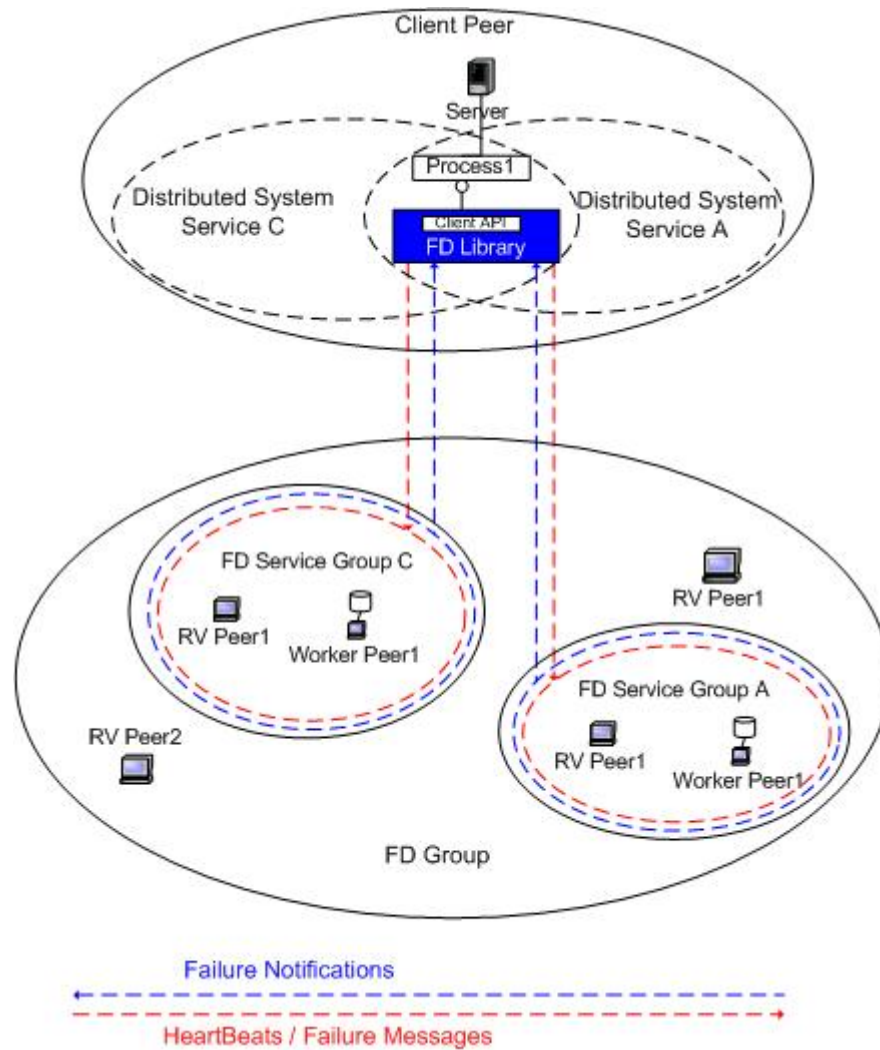 Client Peer
Server
Process1
Distributed System
Service C
Distributed System
Service A
Client API
FD Library
FD Service Group C
RV Peer1
Worker Peer1
RV Peer1
FD Service Group A
RV Peer1
Worker Peer1
RV Peer2
FD Group
Failure Notifications
HeartBeats / Failure Messages